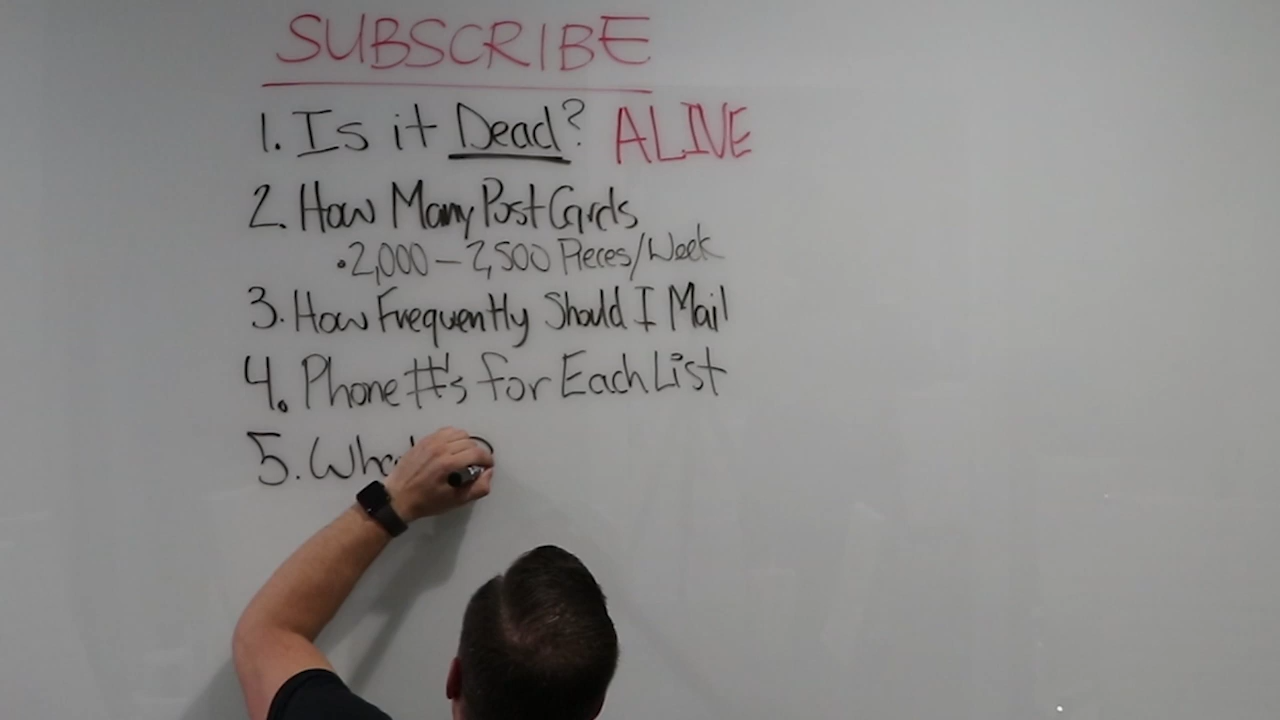 SUBSCRIBE
1. Is it Dead? ALIVE
2. How Many Post Cards
• 2,000 – 2,500 Pieces/Week
3. How Frequently Should I Mail
4. Phone #'s for Each List
5.